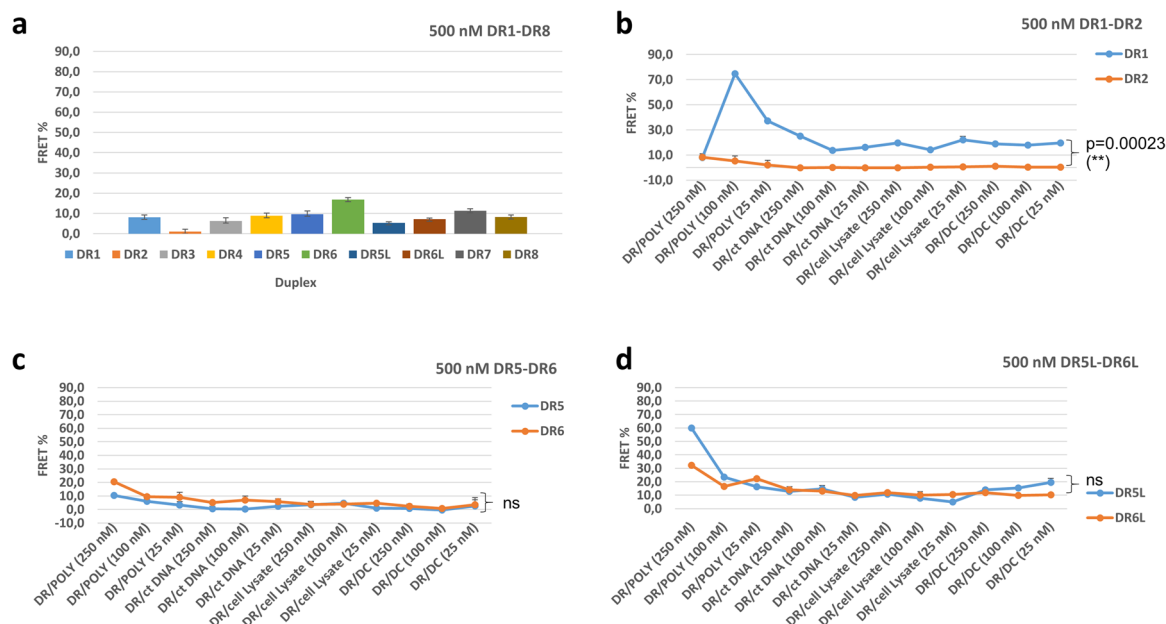 a
500 nM DR1-DR8
90,0
80,0
70,0
60,0
50,0
40,0
30,0
20,0
10,0
0,0
FRET %
DR1 DR2 DR3 DR4 DR5 DR6 DR5L DR6L DR7 DR8
Duplex
b
500 nM DR1-DR2
90,0
70,0
50,0
30,0
10,0
-10,0
FRET %
DR1
DR2
p=0.00023
(**)
DR/POLY (250 nM)
DR/POLY (100 nM)
DR/POLY (25 nM)
DR/ct DNA (250 nM)
DR/ct DNA (100 nM)
DR/ct DNA (25 nM)
DR/cell Lysate (250 nM)
DR/cell Lysate (100 nM)
DR/cell Lysate (25 nM)
DR/DC (250 nM)
DR/DC (100 nM)
DR/DC (25 nM)
c
500 nM DR5-DR6
90,0
80,0
70,0
60,0
50,0
40,0
30,0
20,0
10,0
0,0
-10,0
FRET %
DR5
DR6
ns
DR/POLY (250 nM)
DR/POLY (100 nM)
DR/POLY (25 nM)
DR/ct DNA (250 nM)
DR/ct DNA (100 nM)
DR/ct DNA (25 nM)
DR/cell Lysate (250 nM)
DR/cell Lysate (100 nM)
DR/cell Lysate (25 nM)
DR/DC (250 nM)
DR/DC (100 nM)
DR/DC (25 nM)
d
500 nM DR5L-DR6L
90,0
80,0
70,0
60,0
50,0
40,0
30,0
20,0
10,0
0,0
FRET %
ns
DR5L
DR6L
DR/POLY (250 nM)
DR/POLY (100 nM)
DR/POLY (25 nM)
DR/ct DNA (250 nM)
DR/ct DNA (100 nM)
DR/ct DNA (25 nM)
DR/cell Lysate (250 nM)
DR/cell Lysate (100 nM)
DR/cell Lysate (25 nM)
DR/DC (250 nM)
DR/DC (100 nM)
DR/DC (25 nM)